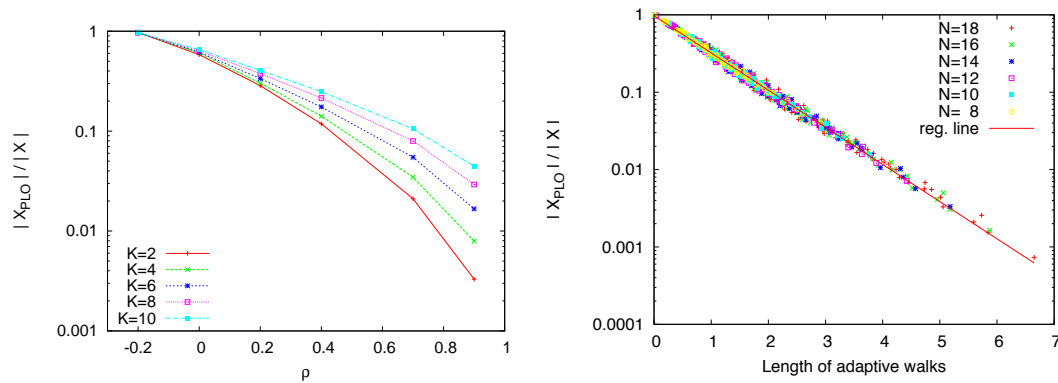 | X_PLO | / | X |
1
0.1
0.01
0.001
-0.2
0
0.2
0.4
0.6
0.8
1
ρ
K=2
K=4
K=6
K=8
K=10
| X_PLO | / | X |
1
0.1
0.01
0.001
0.0001
0
1
2
3
4
5
6
7
Length of adaptive walks
N=18
N=16
N=14
N=12
N=10
N= 8
reg. line